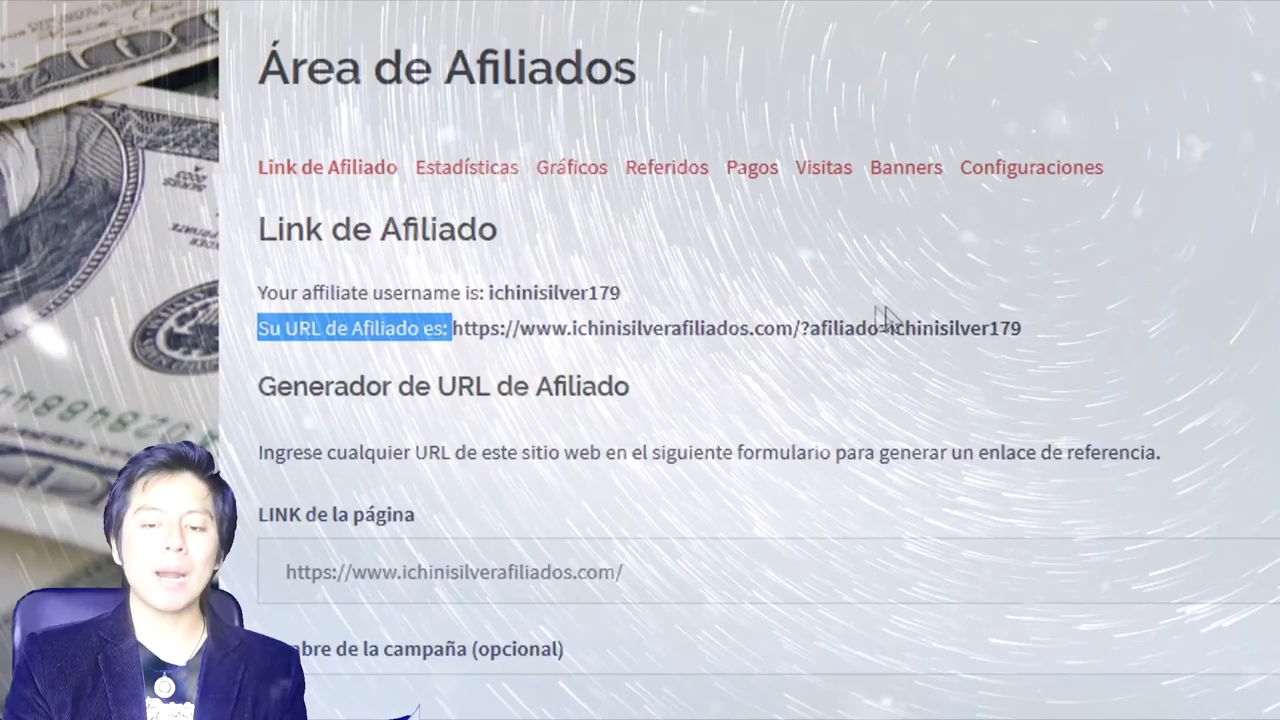 Área de Afiliados
Link de Afiliado Estadísticas Gráficos Referidos Pagos Visitas Banners Configuraciones
Link de Afiliado
Your affiliate username is: ichinisilver179
Su URL de Afiliado es: https://www.ichinisilverafiliados.com/?afiliado=ichinisilver179
Generador de URL de Afiliado
Ingrese cualquier URL de este sitio web en el siguiente formulario para generar un enlace de referencia.
LINK de la página
https://www.ichinisilverafiliados.com/
de la campaña (opcional)